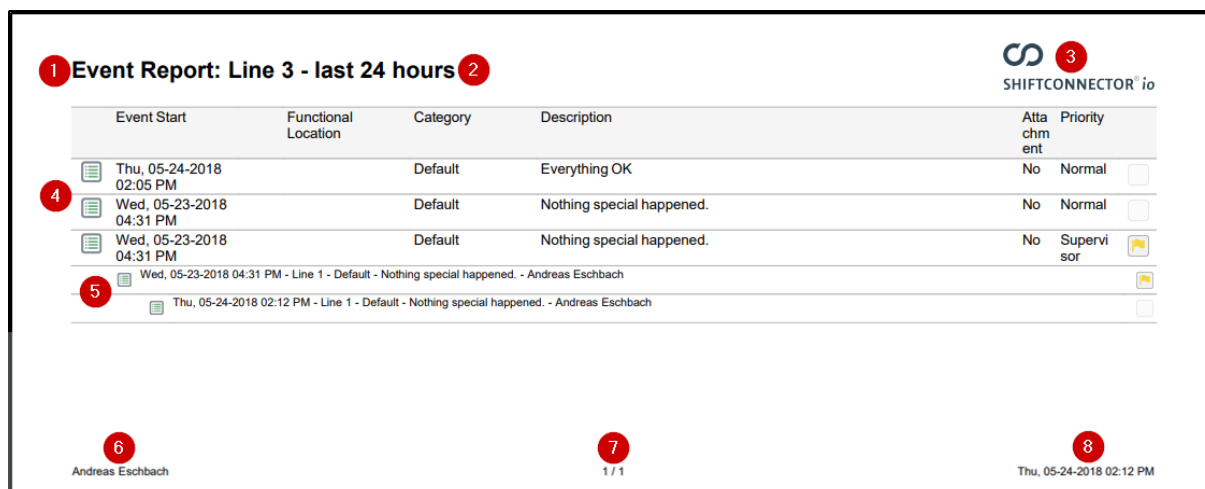 1 Event Report: Line 3 - last 24 hours 2
3
SHIFTCONNECTOR® io
Event Start Functional Category Description Atta Priority
Location chm
ent
Thu, 05-24-2018 Default Everything OK No Normal
02:05 PM
4
Wed, 05-23-2018 Default Nothing special happened. No Normal
04:31 PM
Wed, 05-23-2018 Default Nothing special happened. No Supervi
04:31 PM sor
Wed, 05-23-2018 04:31 PM - Line 1 - Default - Nothing special happened. - Andreas Eschbach
5
Thu, 05-24-2018 02:12 PM - Line 1 - Default - Nothing special happened. - Andreas Eschbach
6 7 8
Andreas Eschbach 1 / 1 Thu, 05-24-2018 02:12 PM